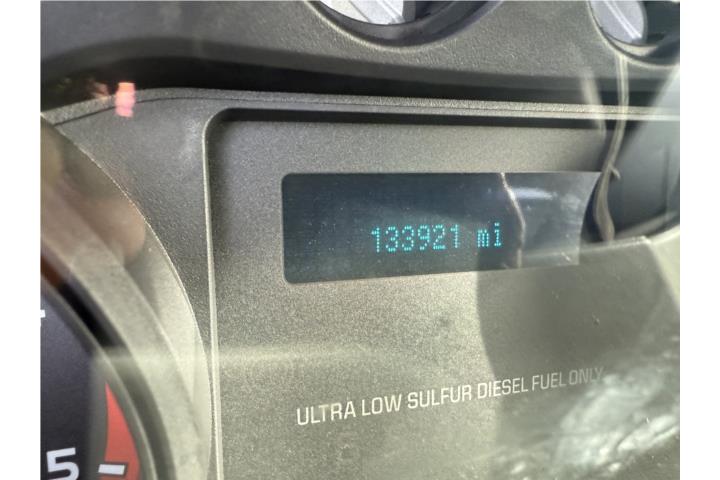 133921 mi
ULTRA LOW SULFUR DIESEL FUEL ONLY
5